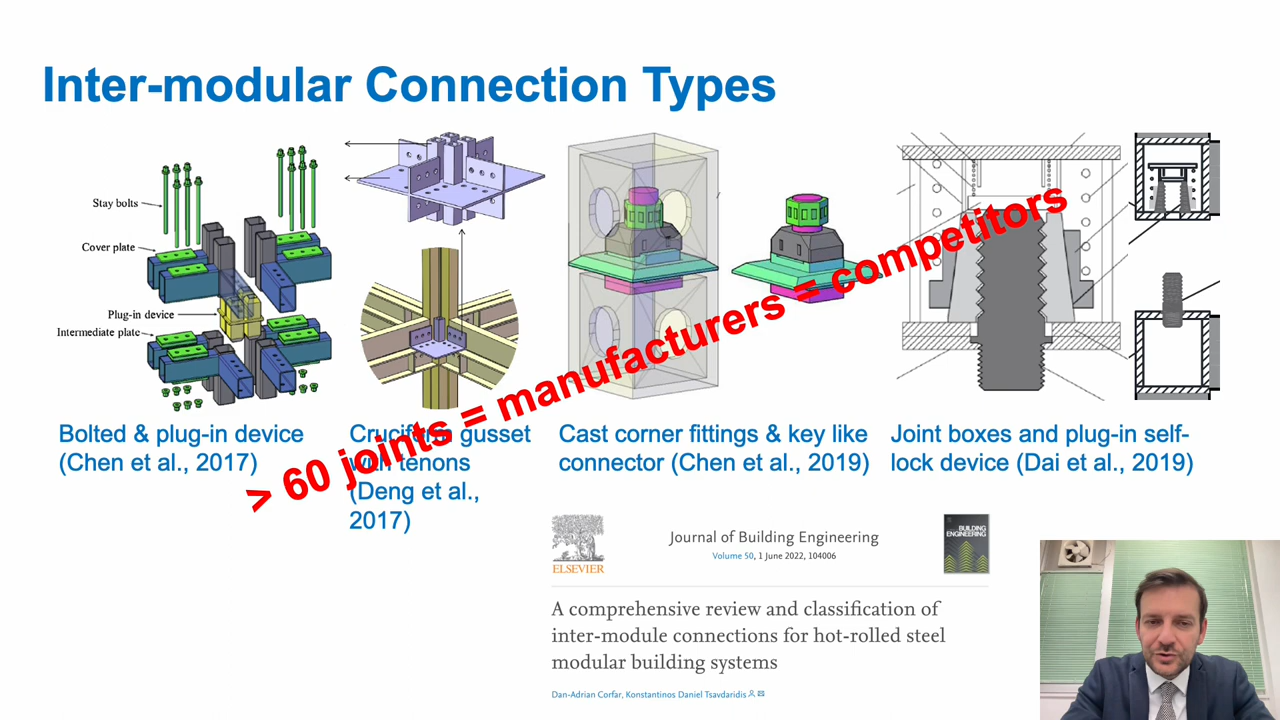 Inter-modular Connection Types
Stay bolts
Cover plate
Plug-in device
Intermediate plate
> 60 joints = manufacturers = competitors
Bolted & plug-in device
(Chen et al., 2017)
Cruciform gusset
with tenons
(Deng et al.,
2017)
Cast corner fittings & key like
connector (Chen et al., 2019)
Joint boxes and plug-in self-
lock device (Dai et al., 2019)
ELSEVIER
Journal of Building Engineering
Volume 50, 1 June 2022, 104006
BUILDING
ENGINEERING
A comprehensive review and classification of
inter-module connections for hot-rolled steel
modular building systems
Dan-Adrian Corfar, Konstantinos Daniel Tsavdaridis